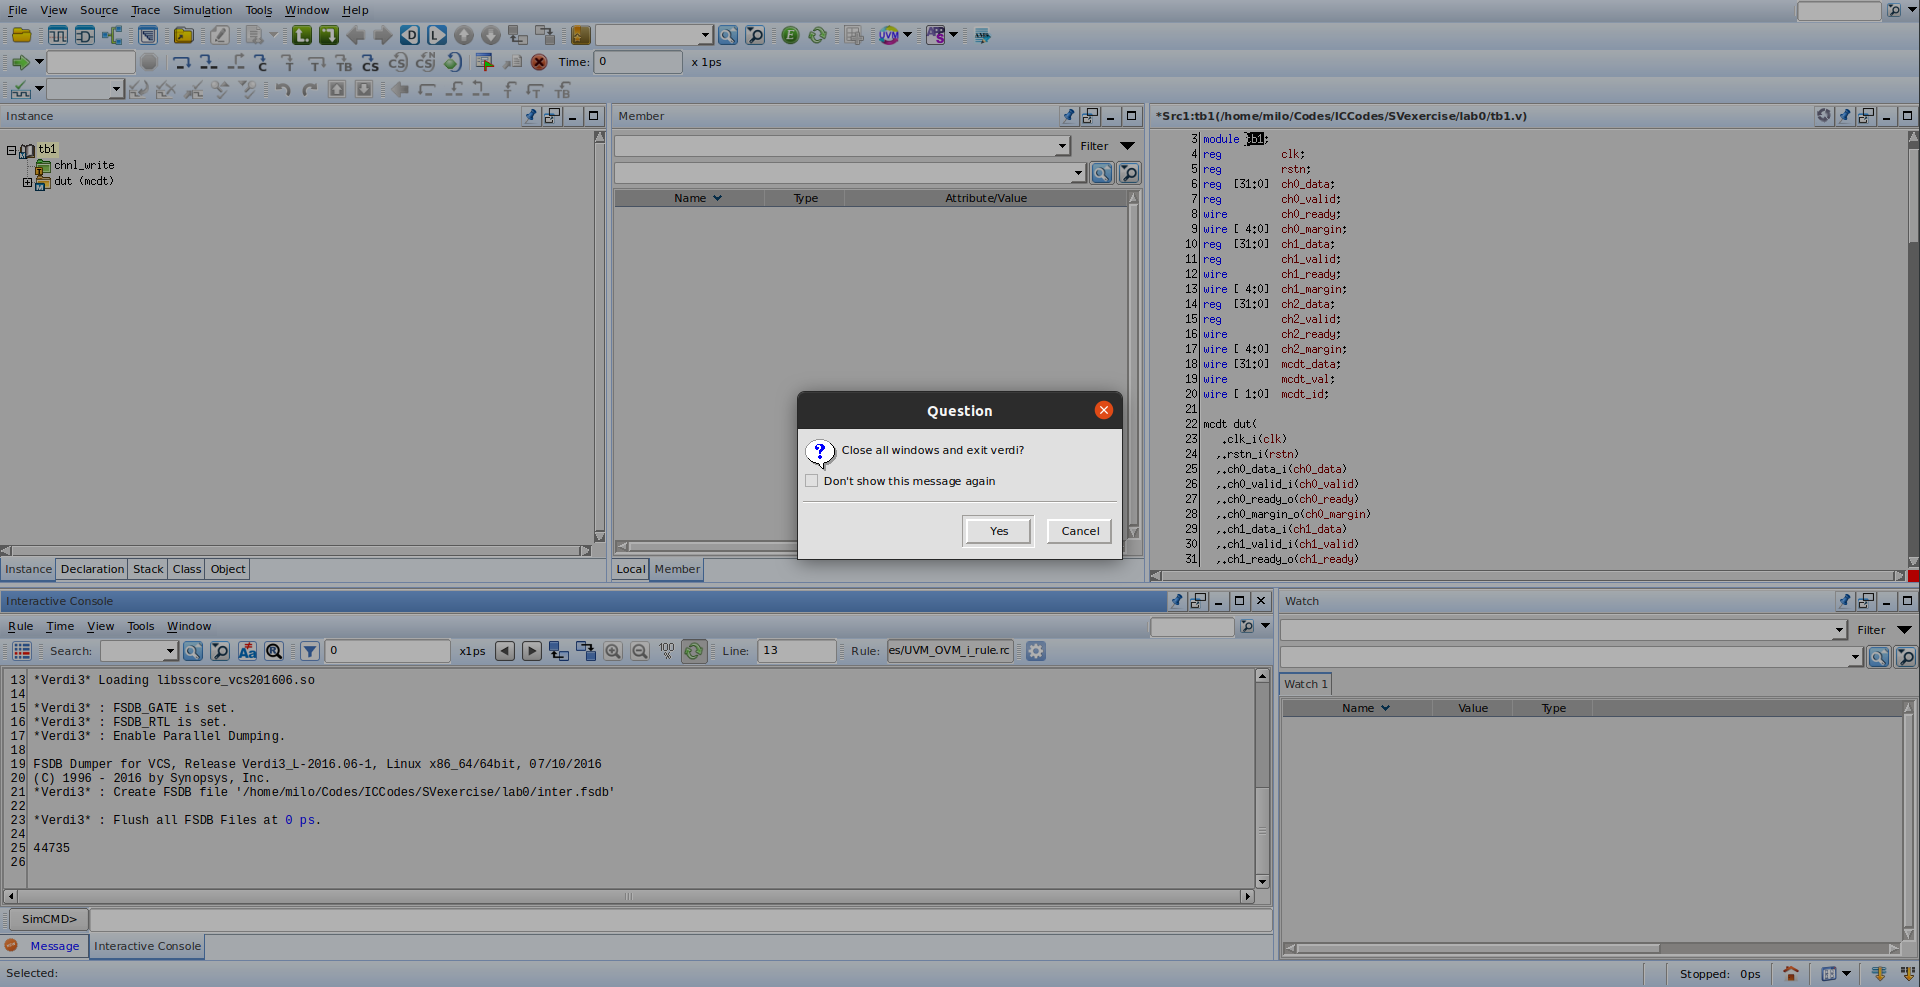 File View Source Trace Simulation Tools Window Help
Time: 0 x 1ps
Instance
tb1
chnl_write
dut (mcdt)
Instance Declaration Stack Class Object
Member
Filter
Name Type Attribute/Value
Local Member
*Src1:tb1(/home/milo/Codes/ICCodes/SVexercise/lab0/tb1.v)
3 module tb1;
4 reg clk;
5 reg rstn;
6 reg [31:0] ch0_data;
7 reg ch0_valid;
8 wire ch0_ready;
9 wire [ 4:0] ch0_margin;
10 reg [31:0] ch1_data;
11 reg ch1_valid;
12 wire ch1_ready;
13 wire [ 4:0] ch1_margin;
14 reg [31:0] ch2_data;
15 reg ch2_valid;
16 wire ch2_ready;
17 wire [ 4:0] ch2_margin;
18 wire [31:0] mcdt_data;
19 wire mcdt_val;
20 wire [ 1:0] mcdt_id;
21
22 mcdt dut(
23 .clk_i(clk)
24 ,.rstn_i(rstn)
25 ,.ch0_data_i(ch0_data)
26 ,.ch0_valid_i(ch0_valid)
27 ,.ch0_ready_o(ch0_ready)
28 ,.ch0_margin_o(ch0_margin)
29 ,.ch1_data_i(ch1_data)
30 ,.ch1_valid_i(ch1_valid)
31 ,.ch1_ready_o(ch1_ready)
Question
Close all windows and exit verdi?
Don't show this message again
Yes Cancel
Interactive Console
Rule Time View Tools Window
Search: 0 x1ps 100 % Line: 13 Rule: es/UVM_OVM_i_rule.rc
13 *Verdi3* Loading libsscore_vcs201606.so
14
15 *Verdi3* : FSDB_GATE is set.
16 *Verdi3* : FSDB_RTL is set.
17 *Verdi3* : Enable Parallel Dumping.
18
19 FSDB Dumper for VCS, Release Verdi3_L-2016.06-1, Linux x86_64/64bit, 07/10/2016
20 (C) 1996 - 2016 by Synopsys, Inc.
21 *Verdi3* : Create FSDB file '/home/milo/Codes/ICCodes/SVexercise/lab0/inter.fsdb'
22
23 *Verdi3* : Flush all FSDB Files at 0 ps.
24
25 44735
26
SimCMD>
Message Interactive Console
Watch
Filter
Watch 1
Name Value Type
Selected:
Stopped: 0ps